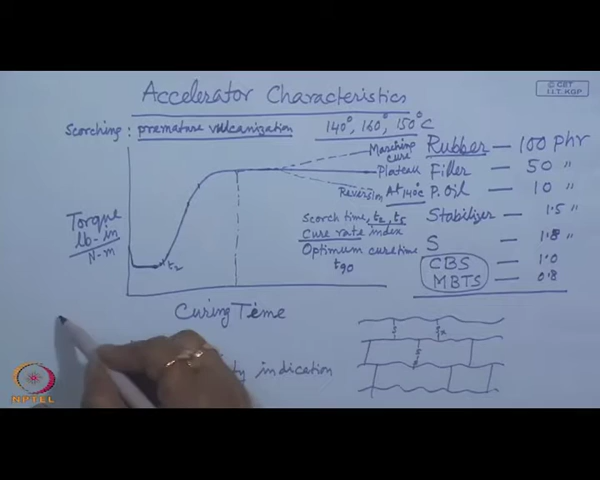 © CET
I.I.T. KGP
Accelerator Characteristics
Scorching : premature vulcanization 140°, 160°, 150°C
Torque
lb-in
N-m
t2
Curing Time
Marching cure
Plateau
Reversion At 140°C
Scorch time, t2, t5
Cure rate index
Optimum cure time
t90
Rubber — 100 phr
Filler — 50 "
P. Oil — 10 "
Stabilizer — 1.5 "
S — 1.8 "
CBS — 1.0
MBTS — 0.8
S
Sx
S
indication
NPTEL